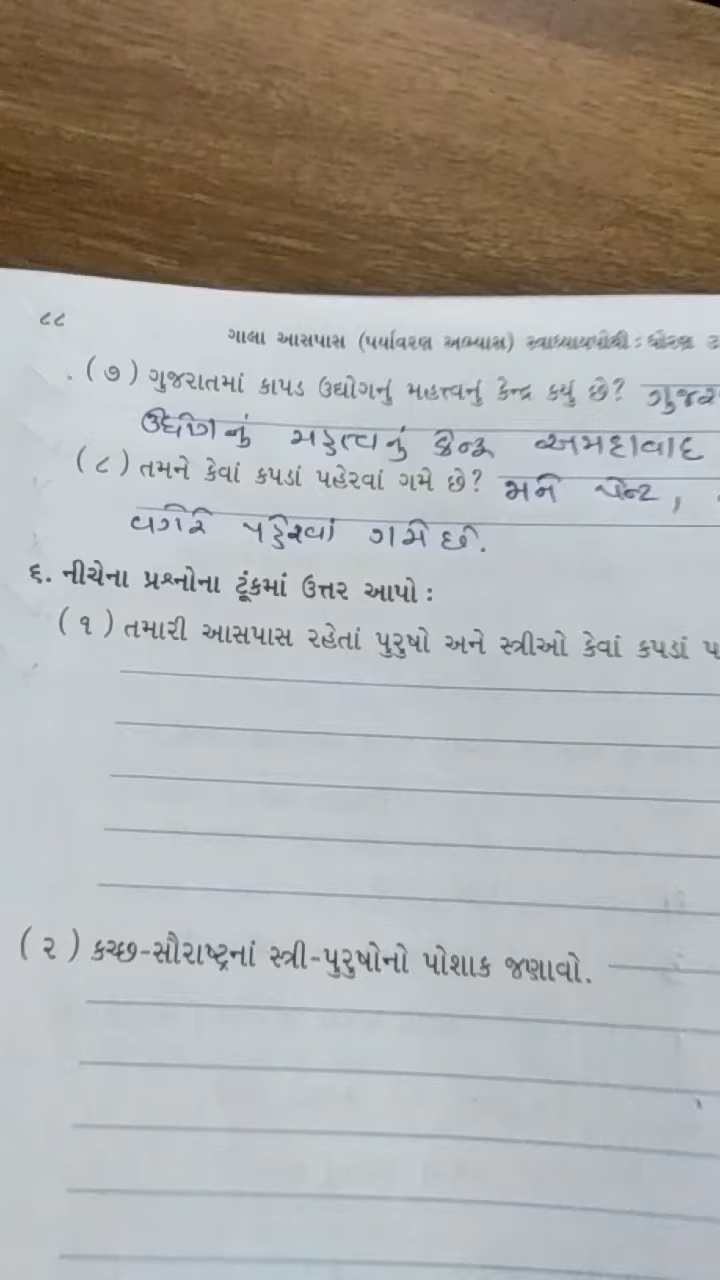 ૮૮
ગાલા આસપાસ (પર્યાવરણ અભ્યાસ) સ્વાધ્યાયપોથી : ધોરણ
(૭) ગુજરાતમાં કાપડ ઉદ્યોગનું મહત્ત્વનું કેન્દ્ર કયું છે?
ઉદ્યોગનું મહત્ત્વનું કેન્દ્ર અમદાવાદ
(૮) તમને કેવાં કપડાં પહેરવાં ગમે છે? મને પેન્ટ,
વગેરે પહેરવાં ગમે છે.
૬. નીચેના પ્રશ્નોના ટૂંકમાં ઉત્તર આપો :
(૧) તમારી આસપાસ રહેતાં પુરુષો અને સ્ત્રીઓ કેવાં કપડાં
(૨) કચ્છ-સૌરાષ્ટ્રનાં સ્ત્રી-પુરુષોનો પોશાક જણાવો.